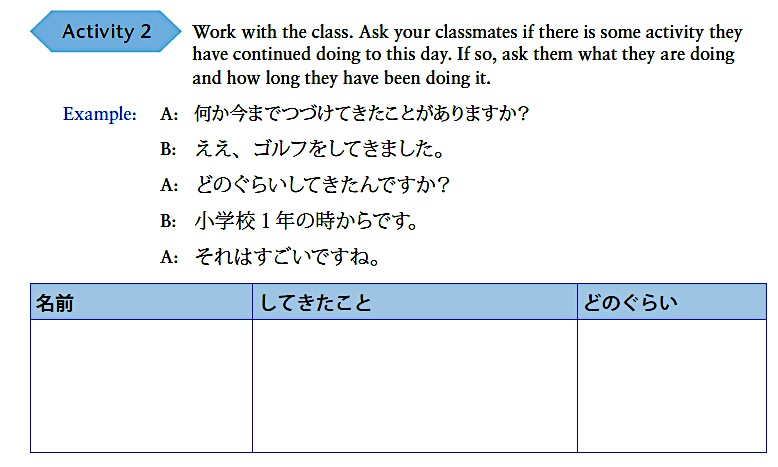 Activity 2
Work with the class. Ask your classmates if there is some activity they
have continued doing to this day. If so, ask them what they are doing
and how long they have been doing it.
Example: A: 何か今までつづけてきたことがありますか？
B: ええ、ゴルフをしてきました。
A: どのぐらいしてきたんですか？
B: 小学校１年の時からです。
A: それはすごいですね。
名前 してきたこと どのぐらい